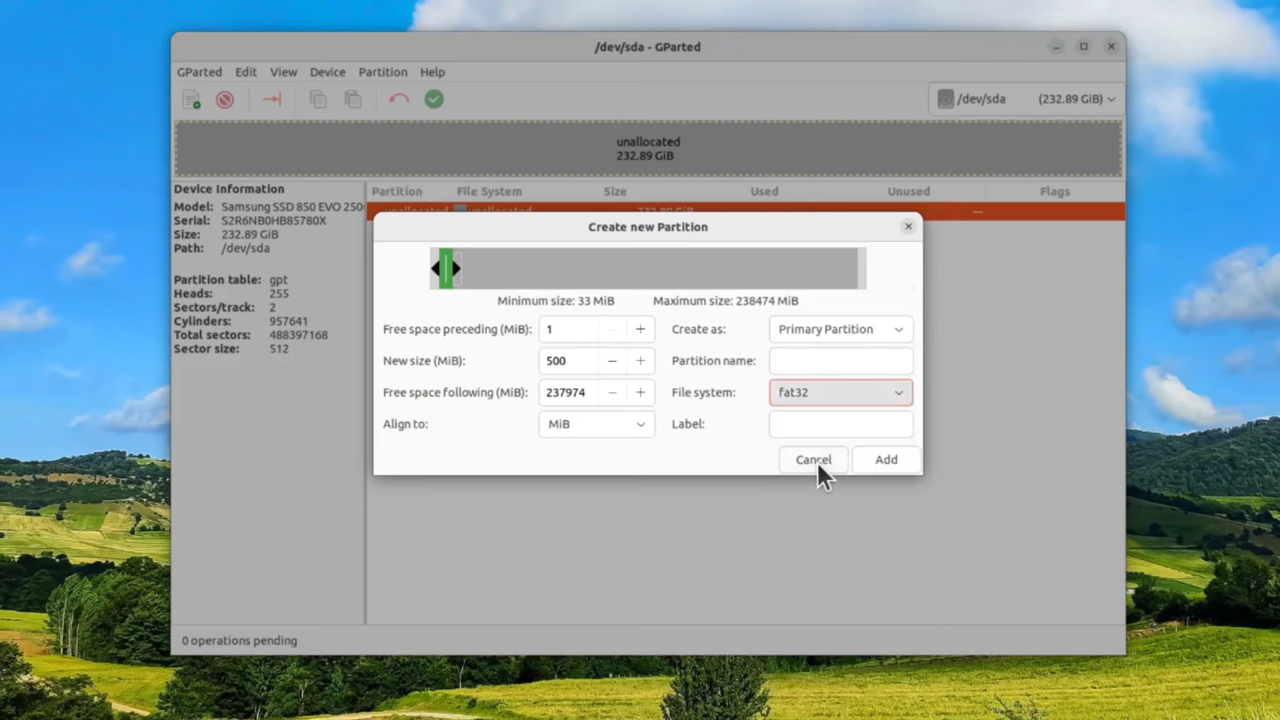 /dev/sda - GParted
GParted Edit View Device Partition Help
/dev/sda (232.89 GiB)
unallocated
232.89 GiB
Device Information
Model: Samsung SSD 850 EVO 250
Serial: S2R6NB0HB85780X
Size: 232.89 GiB
Path: /dev/sda
Partition table: gpt
Heads: 255
Sectors/track: 2
Cylinders: 957641
Total sectors: 488397168
Sector size: 512
Partition File System Size Used Unused Flags
unallocated unallocated 232.89 GiB —
Create new Partition
Minimum size: 33 MiB Maximum size: 238474 MiB
Free space preceding (MiB): 1 Create as: Primary Partition
New size (MiB): 500 Partition name:
Free space following (MiB): 237974 File system: fat32
Align to: MiB Label:
Cancel Add
0 operations pending